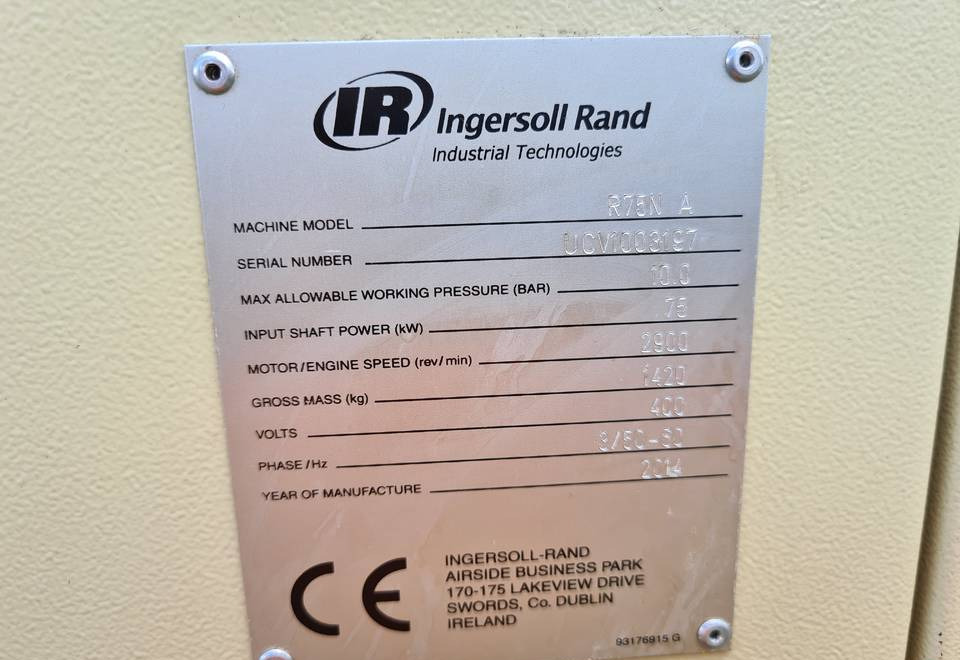 IR Ingersoll Rand
Industrial Technologies
MACHINE MODEL R75N A
SERIAL NUMBER UCV1003197
MAX ALLOWABLE WORKING PRESSURE (BAR) 10.0
INPUT SHAFT POWER (kW) 75
MOTOR/ENGINE SPEED (rev/min) 2900
GROSS MASS (kg) 1420
VOLTS 400
PHASE/Hz 3/50-60
YEAR OF MANUFACTURE 2014
CE
INGERSOLL-RAND
AIRSIDE BUSINESS PARK
170-175 LAKEVIEW DRIVE
SWORDS, Co. DUBLIN
IRELAND
93176915 G